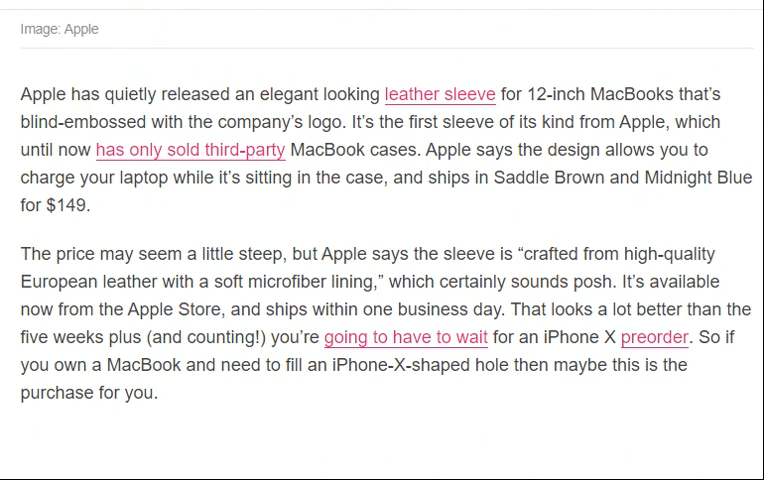 Image: Apple
Apple has quietly released an elegant looking leather sleeve for 12-inch MacBooks that’s
blind-embossed with the company’s logo. It’s the first sleeve of its kind from Apple, which
until now has only sold third-party MacBook cases. Apple says the design allows you to
charge your laptop while it’s sitting in the case, and ships in Saddle Brown and Midnight Blue
for $149.
The price may seem a little steep, but Apple says the sleeve is “crafted from high-quality
European leather with a soft microfiber lining,” which certainly sounds posh. It’s available
now from the Apple Store, and ships within one business day. That looks a lot better than the
five weeks plus (and counting!) you’re going to have to wait for an iPhone X preorder. So if
you own a MacBook and need to fill an iPhone-X-shaped hole then maybe this is the
purchase for you.